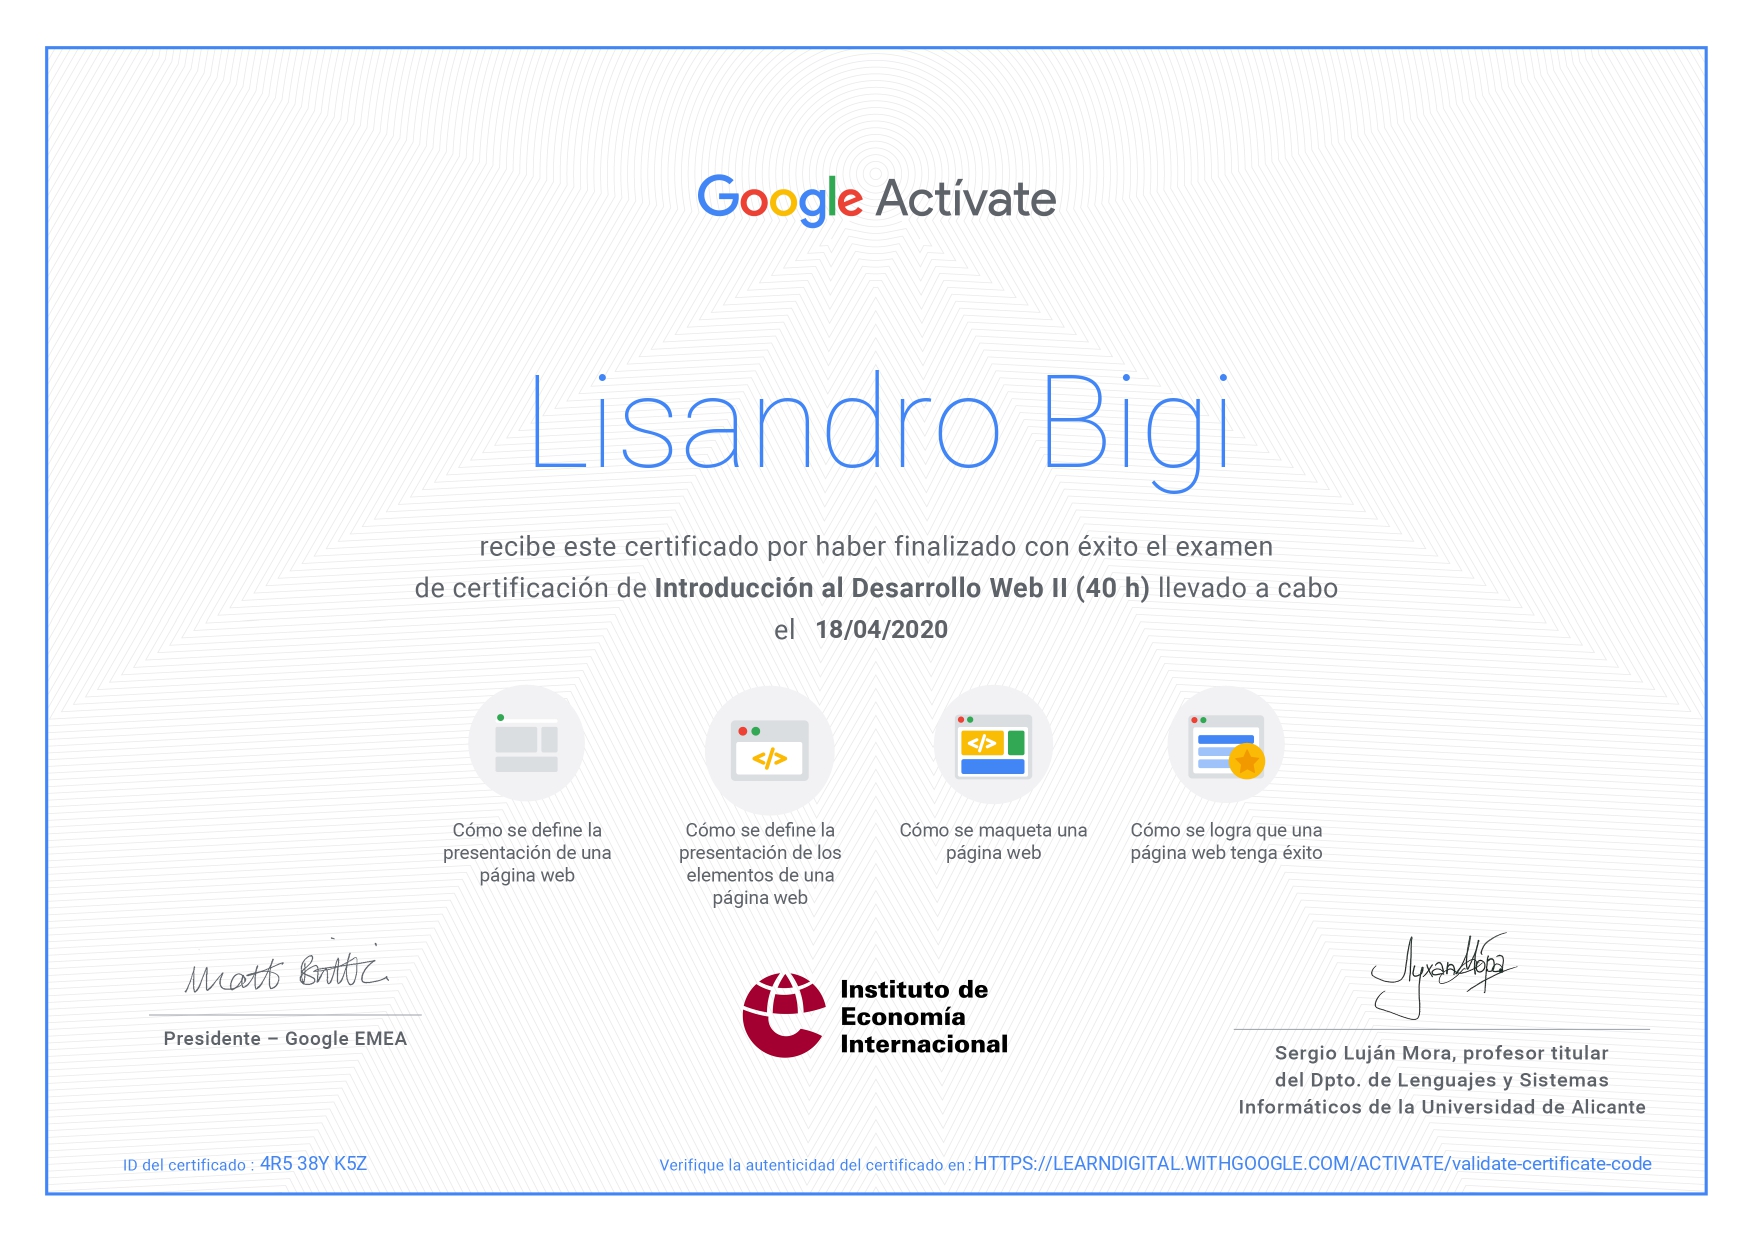 Google Actívate
Lisandro Bigi
recibe este certificado por haber finalizado con éxito el examen
de certificación de Introducción al Desarrollo Web II (40 h) llevado a cabo
el 18/04/2020
</>
</>
Cómo se define la
presentación de una
página web
Cómo se define la
presentación de los
elementos de una
página web
Cómo se maqueta una
página web
Cómo se logra que una
página web tenga éxito
Matt
Presidente – Google EMEA
Instituto de
Economía
Internacional
Sergio Luján Mora, profesor titular
del Dpto. de Lenguajes y Sistemas
Informáticos de la Universidad de Alicante
ID del certificado : 4R5 38Y K5Z
Verifique la autenticidad del certificado en : HTTPS://LEARNDIGITAL.WITHGOOGLE.COM/ACTIVATE/validate-certificate-code